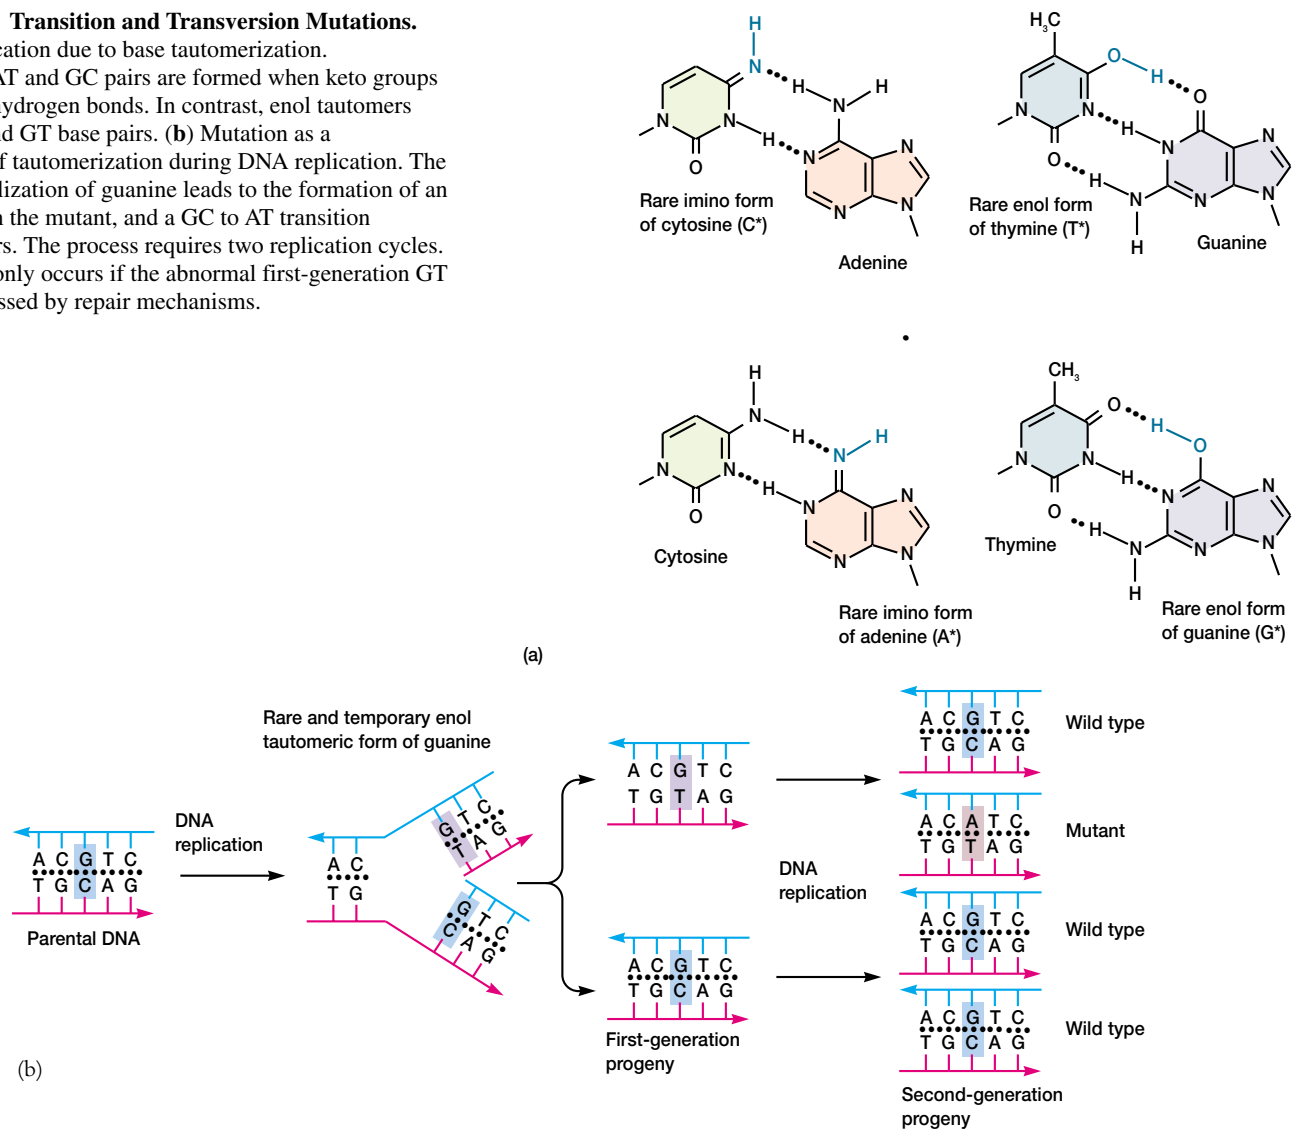 Transition and Transversion Mutations.
cation due to base tautomerization.
AT and GC pairs are formed when keto groups
hydrogen bonds. In contrast, enol tautomers
nd GT base pairs. (b) Mutation as a
f tautomerization during DNA replication. The
lization of guanine leads to the formation of an
n the mutant, and a GC to AT transition
rs. The process requires two replication cycles.
only occurs if the abnormal first-generation GT
ssed by repair mechanisms.
H
N
H
H
N
N
N
H
O
N
N
N
N
Rare imino form
of cytosine (C*)
Adenine
H3C
O
H
O
N
N
H
N
O
H
N
H
N
N
N
Rare enol form
of thymine (T*)
Guanine
H
N
H
N
H
N
N
H
N
O
N
N
N
Cytosine
Rare imino form
of adenine (A*)
CH3
O
H
O
N
N
H
N
O
H
N
H
N
N
N
Thymine
Rare enol form
of guanine (G*)
(a)
Rare and temporary enol
tautomeric form of guanine
DNA
replication
A C G T C
T G C A G
Parental DNA
A C
T G
G T C
T A G
G T C
C A G
A C G T C
T G T A G
A C G T C
T G C A G
First-generation
progeny
DNA
replication
A C G T C
T G C A G
Wild type
A C A T C
T G T A G
Mutant
A C G T C
T G C A G
Wild type
A C G T C
T G C A G
Wild type
Second-generation
progeny
(b)